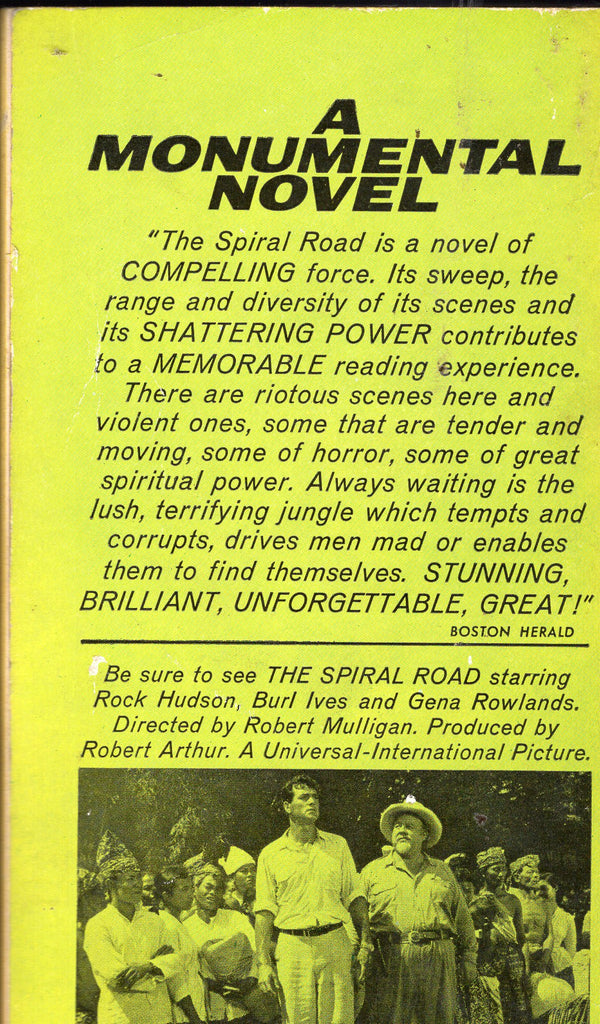 A
MONUMENTAL
NOVEL
"The Spiral Road is a novel of
COMPELLING force. Its sweep, the
range and diversity of its scenes and
its SHATTERING POWER contributes
to a MEMORABLE reading experience.
There are riotous scenes here and
violent ones, some that are tender and
moving, some of horror, some of great
spiritual power. Always waiting is the
lush, terrifying jungle which tempts and
corrupts, drives men mad or enables
them to find themselves. STUNNING,
BRILLIANT, UNFORGETTABLE, GREAT!"
BOSTON HERALD
Be sure to see THE SPIRAL ROAD starring
Rock Hudson, Burl Ives and Gena Rowlands.
Directed by Robert Mulligan. Produced by
Robert Arthur. A Universal-International Picture.